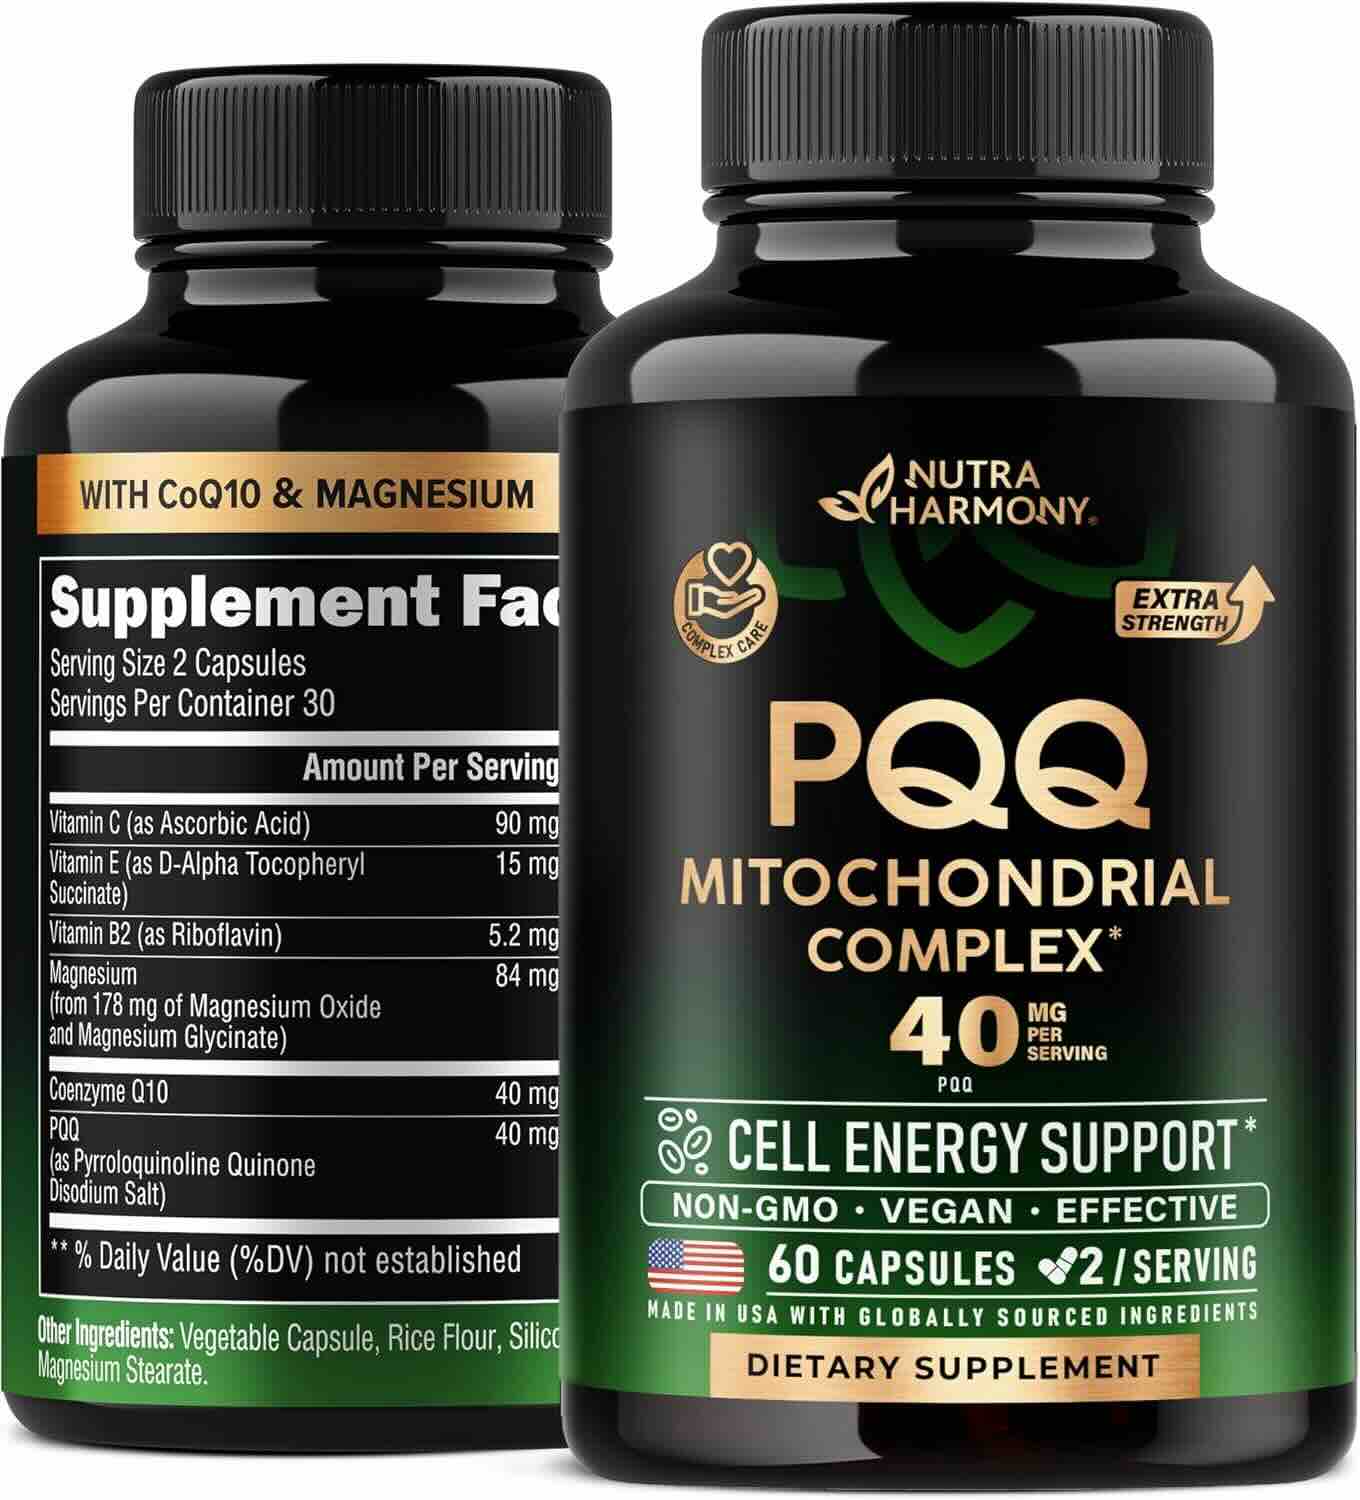 WITH CoQ10 & MAGNESIUM
Supplement
Serving Size 2 Capsules
Servings Per Container 30
Amount Per Serving
Vitamin C (as Ascorbic Acid) 90 mg
Vitamin E (as D-Alpha Tocopheryl 15 mg
Succinate)
Vitamin B2 (as Riboflavin) 5.2 mg
Magnesium 84 mg
(from 178 mg of Magnesium Oxide
and Magnesium Glycinate)
Coenzyme Q10 40 mg
PQQ 40 mg
(as Pyrroloquinoline Quinone
Disodium Salt)
** % Daily Value (%DV) not established
Other Ingredients: Vegetable Capsule, Rice Flour,
Magnesium Stearate.
NUTRA
HARMONY®
COMPLEX CARE
EXTRA
STRENGTH
PQQ
MITOCHONDRIAL
COMPLEX*
40 MG
PER
SERVING
PQQ
CELL ENERGY SUPPORT*
NON-GMO • VEGAN • EFFECTIVE
60 CAPSULES 2 / SERVING
MADE IN USA WITH GLOBALLY SOURCED INGREDIENTS
DIETARY SUPPLEMENT